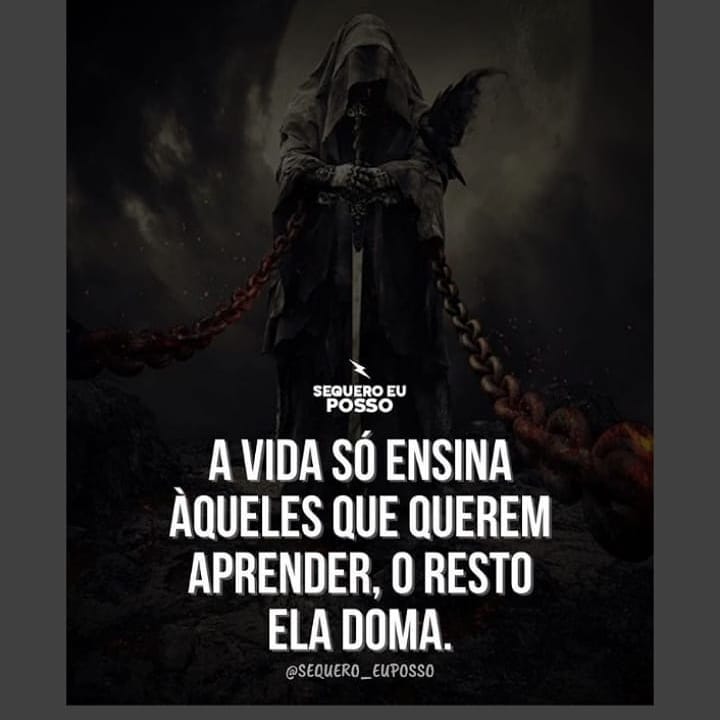 SEQUERO EU
POSSO
A VIDA SÓ ENSINA
ÀQUELES QUE QUEREM
APRENDER, O RESTO
ELA DOMA.
@SEQUERO_EUPOSSO